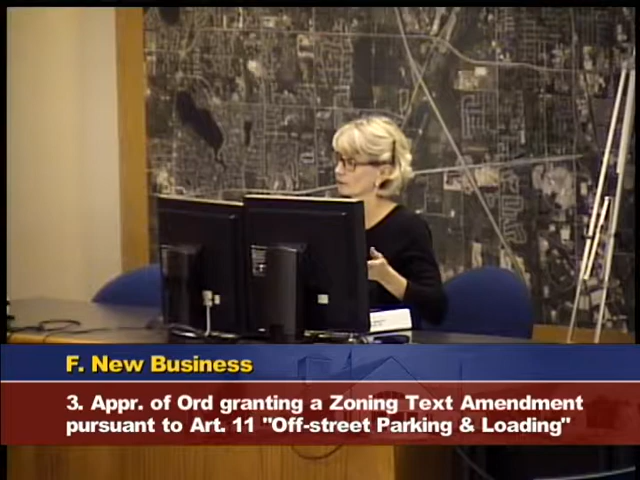 F. New Business
3. Appr. of Ord granting a Zoning Text Amendment
pursuant to Art. 11 "Off-street Parking & Loading"